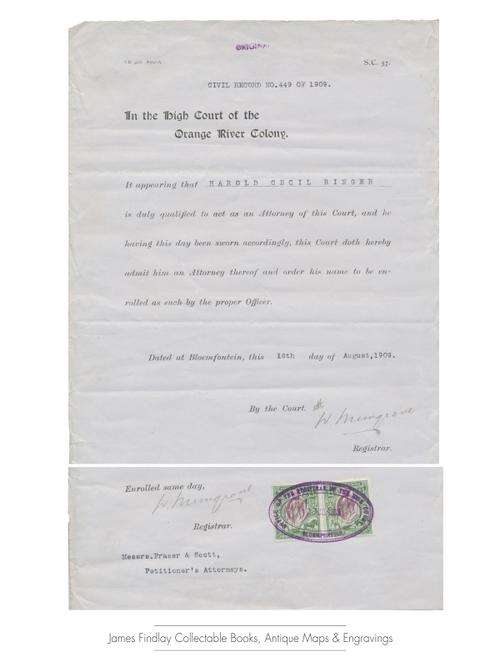 ORIGINAL
S.C. 37.
CIVIL RECORD NO.449 OF 1909.
In the High Court of the
Orange River Colony.
It appearing that HAROLD CECIL RINGER
is duly qualified to act as an Attorney of this Court, and he
having this day been sworn accordingly, this Court doth hereby
admit him an Attorney thereof and order his name to be en-
rolled as such by the proper Officer.
Dated at Bloemfontein, this 18th day of August,1909.
By the Court.
Registrar.
Enrolled same day,
Registrar.
Messrs.Fraser & Scott,
Petitioner's Attorneys.
James Findlay Collectable Books, Antique Maps & Engravings